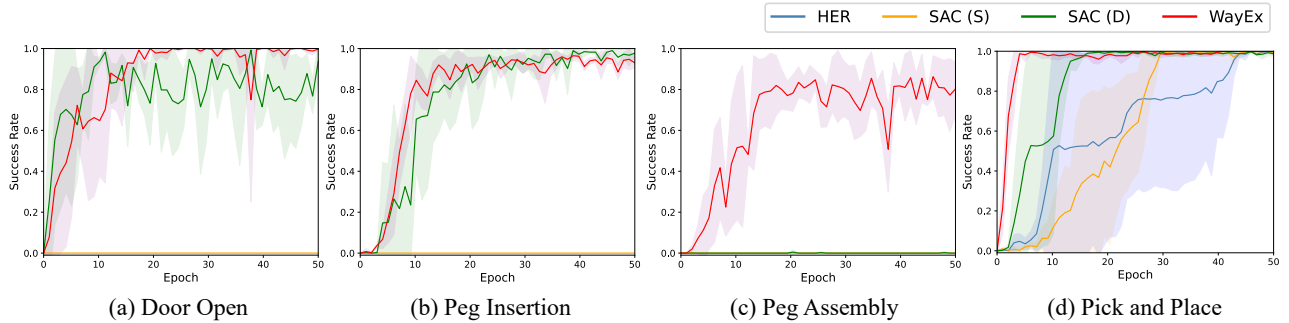 HER SAC (S) SAC (D) WayEx
1.0 0.8 0.6 0.4 0.2 0.0
Success Rate
0 10 20 30 40 50
Epoch
(a) Door Open
1.0 0.8 0.6 0.4 0.2 0.0
Success Rate
0 10 20 30 40 50
Epoch
(b) Peg Insertion
1.0 0.8 0.6 0.4 0.2 0.0
Success Rate
0 10 20 30 40 50
Epoch
(c) Peg Assembly
1.0 0.8 0.6 0.4 0.2 0.0
Success Rate
0 10 20 30 40 50
Epoch
(d) Pick and Place